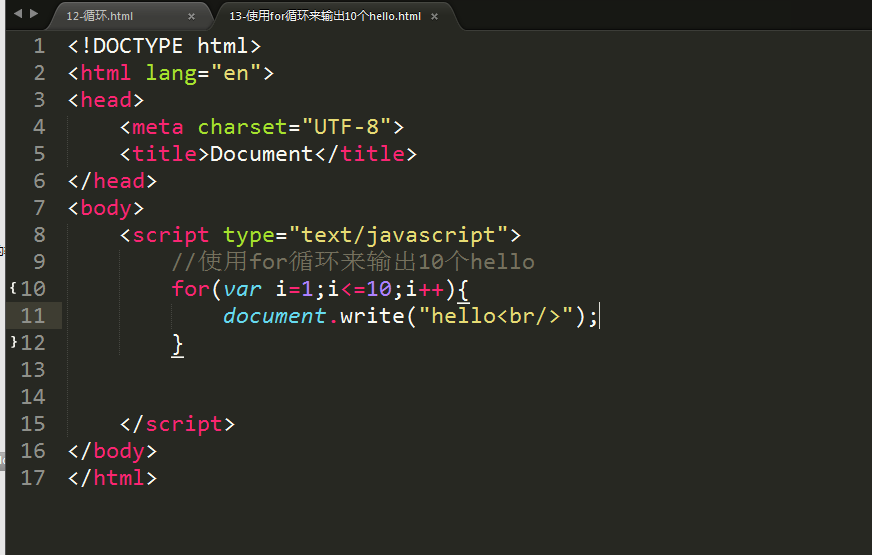 12-循环.html × 13-使用for循环来输出10个hello.html ×
1 <!DOCTYPE html>
2 <html lang="en">
3 <head>
4     <meta charset="UTF-8">
5     <title>Document</title>
6 </head>
7 <body>
8     <script type="text/javascript">
9         //使用for循环来输出10个hello
{10         for(var i=1;i<=10;i++){
11             document.write("hello<br/>");
}12         }
13
14
15     </script>
16 </body>
17 </html>